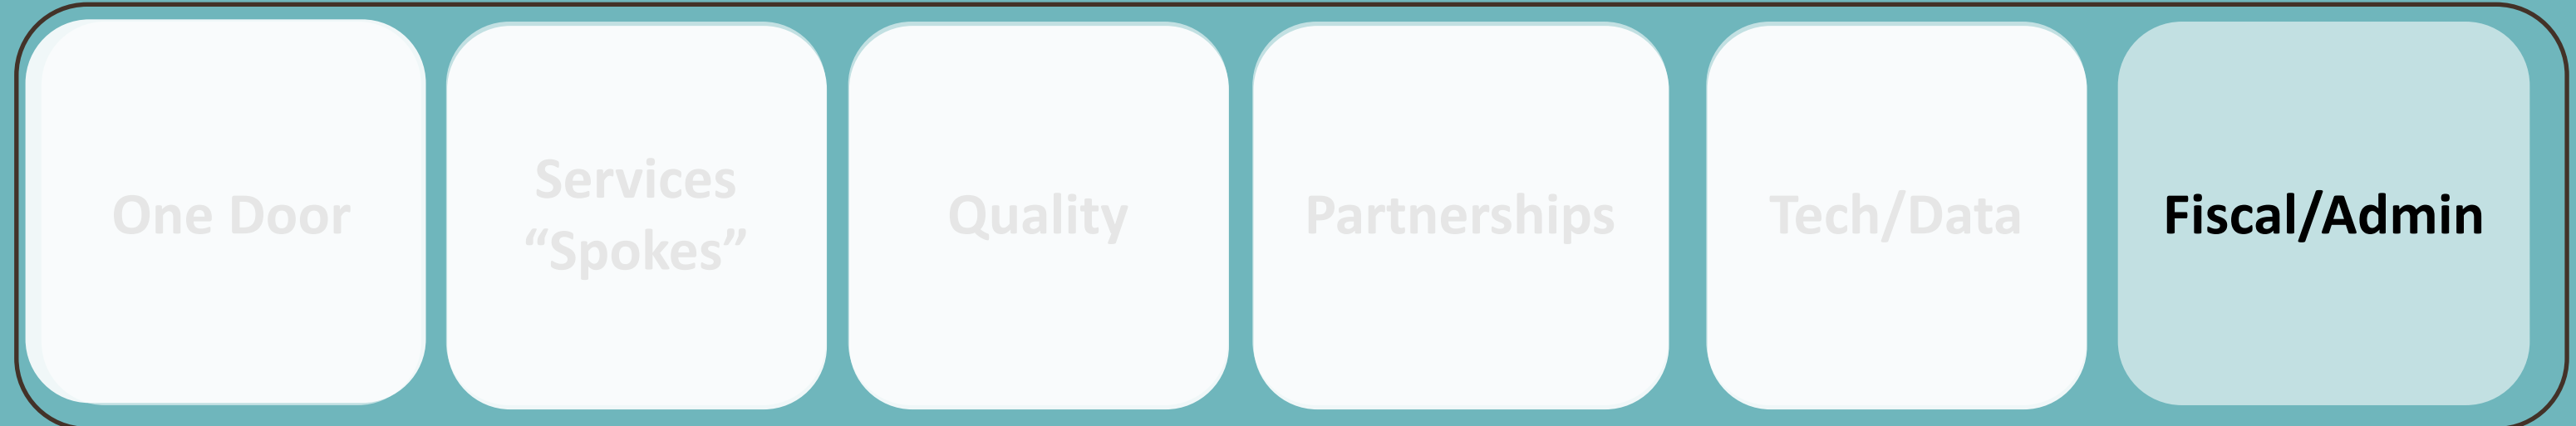 One Door
Services
“Spokes”
Quality
Partnerships
Tech/Data
Fiscal/Admin